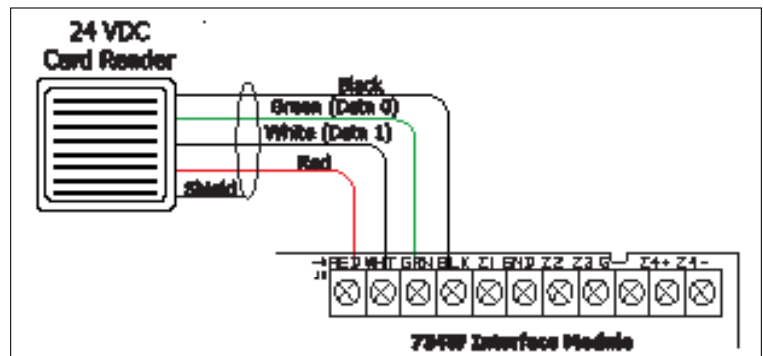 24 VDC
Card Reader
Black
Green (Data 0)
White (Data 1)
Red
Shield
RED WHT GRN BLK Z1 GND Z2 Z3 G Z4+ Z4-
Interface Module